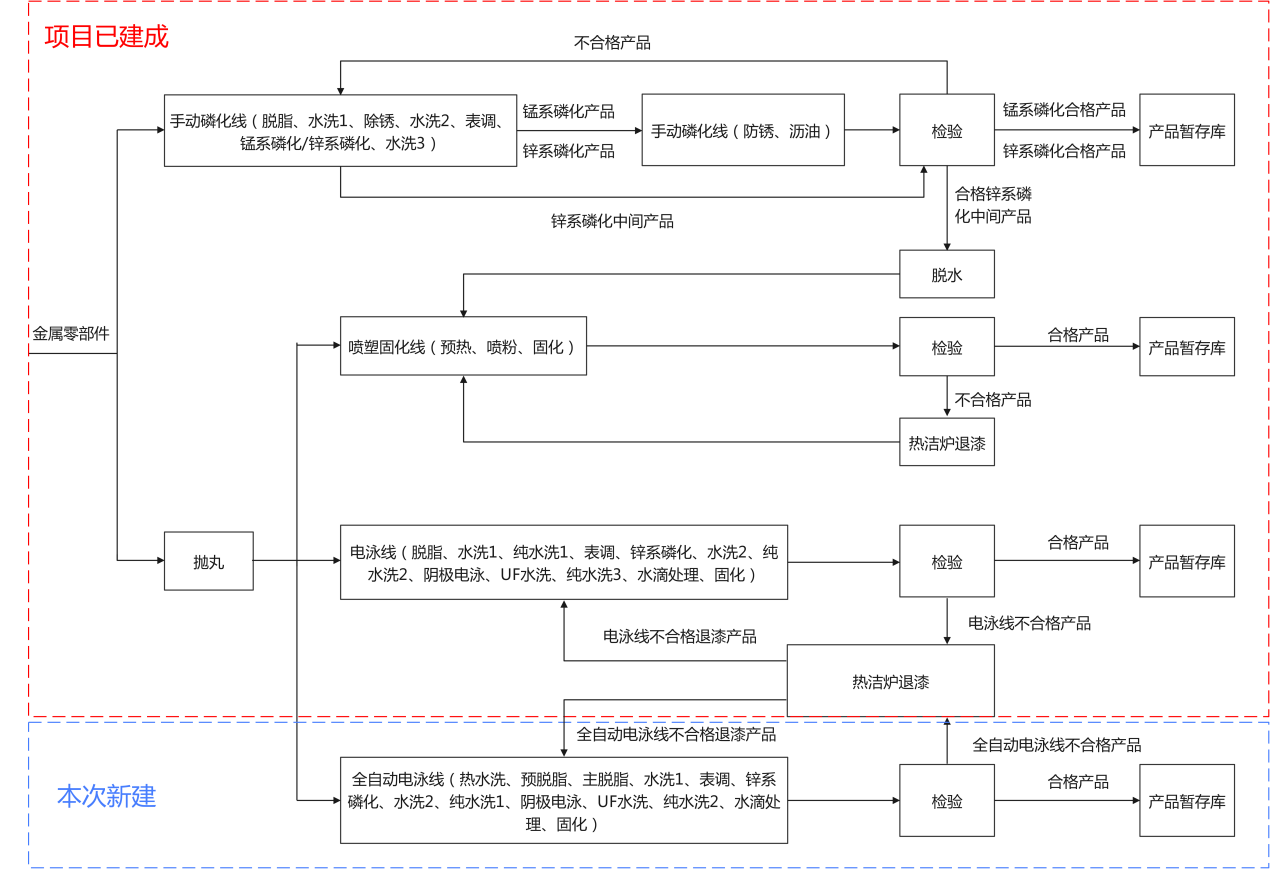 项目已建成
不合格产品
手动磷化线（脱脂、水洗1、除锈、水洗2、表调、
锰系磷化/锌系磷化、水洗3）
锰系磷化产品
锌系磷化产品
手动磷化线（防锈、沥油）
检验
锰系磷化合格产品
锌系磷化合格产品
产品暂存库
锌系磷化中间产品
合格锌系磷
化中间产品
脱水
金属零部件
喷塑固化线（预热、喷粉、固化）
检验
合格产品
产品暂存库
不合格产品
热洁炉退漆
抛丸
电泳线（脱脂、水洗1、纯水洗1、表调、锌系磷化、水洗2、纯
水洗2、阴极电泳、UF水洗、纯水洗3、水滴处理、固化）
检验
合格产品
产品暂存库
电泳线不合格产品
电泳线不合格退漆产品
热洁炉退漆
全自动电泳线不合格退漆产品
全自动电泳线不合格产品
本次新建
全自动电泳线（热水洗、预脱脂、主脱脂、水洗1、表调、锌系
磷化、水洗2、纯水洗1、阴极电泳、UF水洗、纯水洗2、水滴处
理、固化）
检验
合格产品
产品暂存库